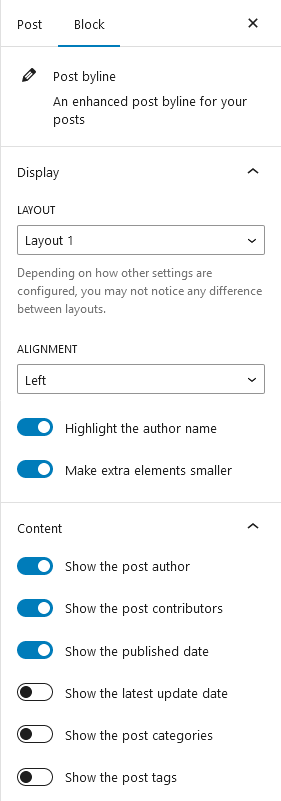 Post
Block
Post byline
An enhanced post byline for your
posts
Display
LAYOUT
Layout 1
Depending on how other settings are
configured, you may not notice any difference
between layouts.
ALIGNMENT
Left
Highlight the author name
Make extra elements smaller
Content
Show the post author
Show the post contributors
Show the published date
Show the latest update date
Show the post categories
Show the post tags